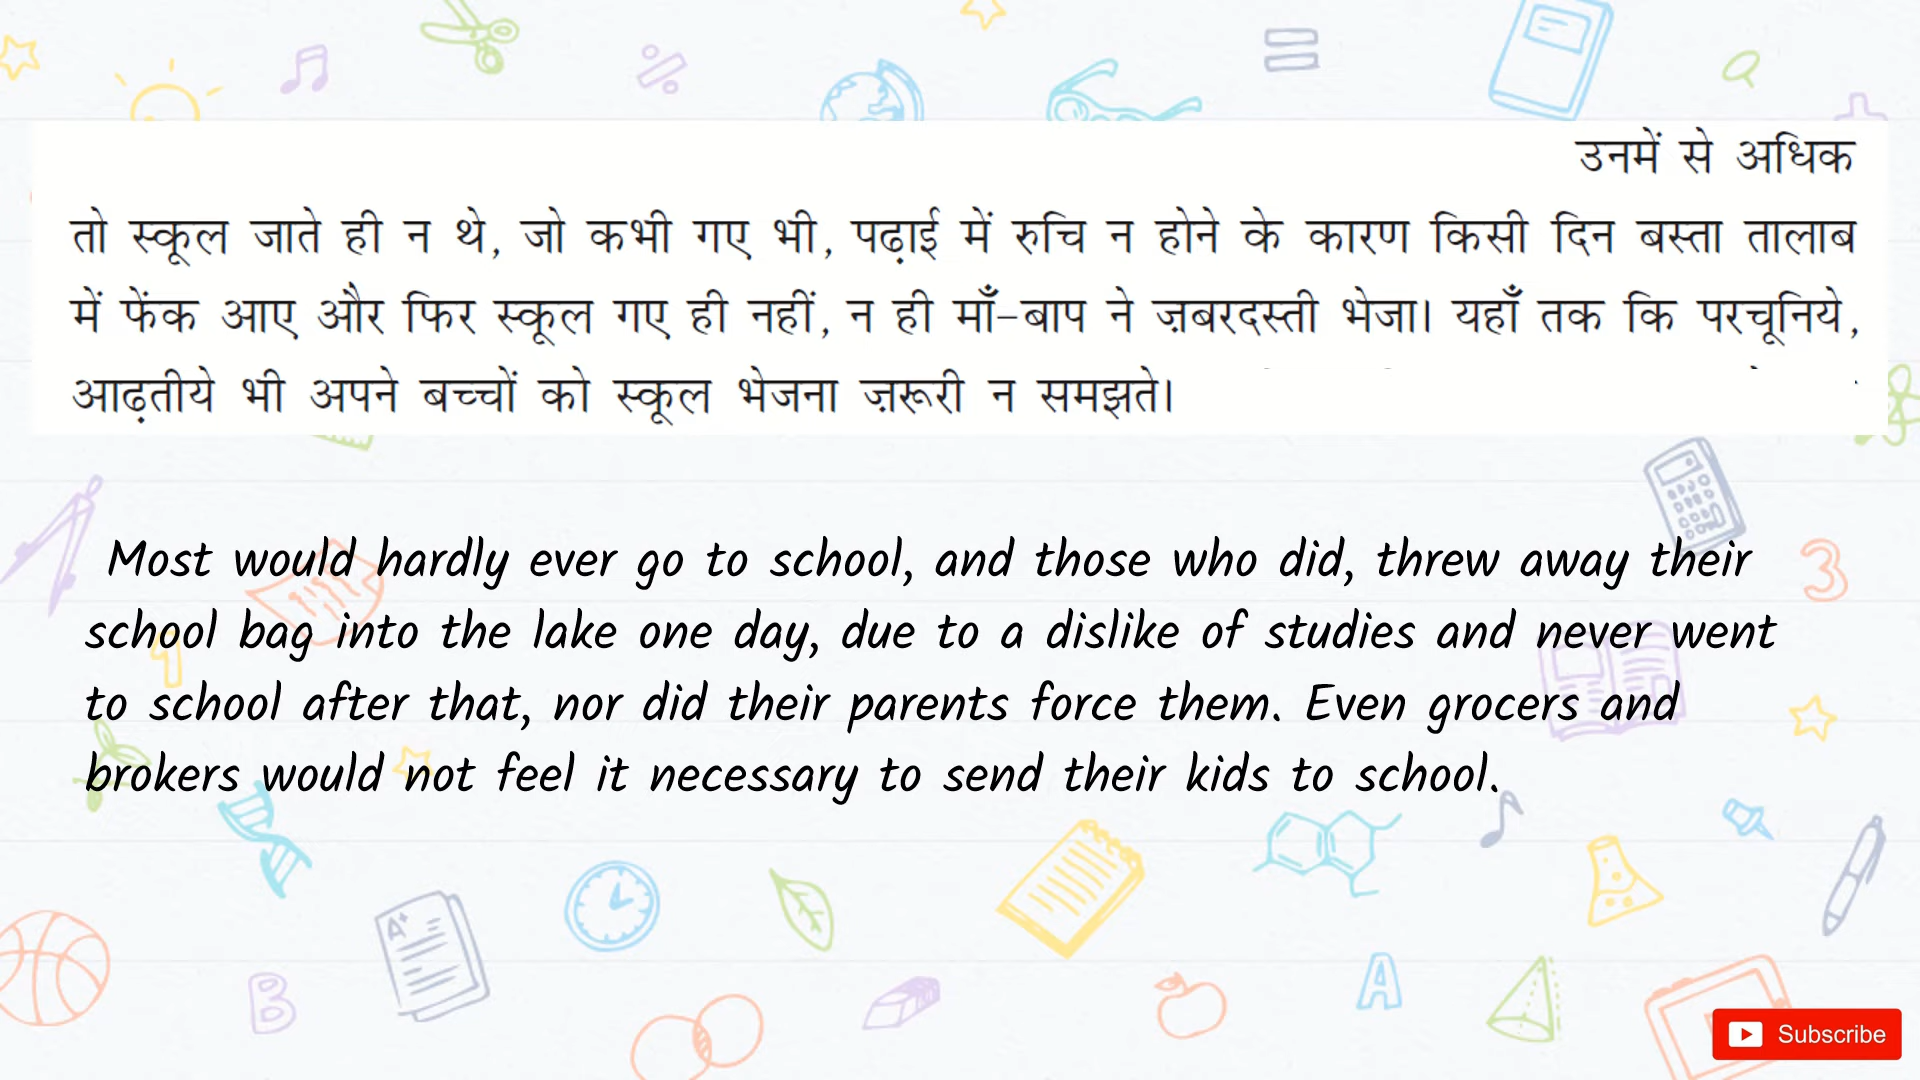 उनमें से अधिक
तो स्कूल जाते ही न थे, जो कभी गए भी, पढ़ाई में रुचि न होने के कारण किसी दिन बस्ता तालाब
में फेंक आए और फिर स्कूल गए ही नहीं, न ही माँ-बाप ने ज़बरदस्ती भेजा। यहाँ तक कि परचूनिये,
आढ़तीये भी अपने बच्चों को स्कूल भेजना ज़रूरी न समझते।
Most would hardly ever go to school, and those who did, threw away their
school bag into the lake one day, due to a dislike of studies and never went
to school after that, nor did their parents force them. Even grocers and
brokers would not feel it necessary to send their kids to school.
3
1
A+
B
A
Subscribe